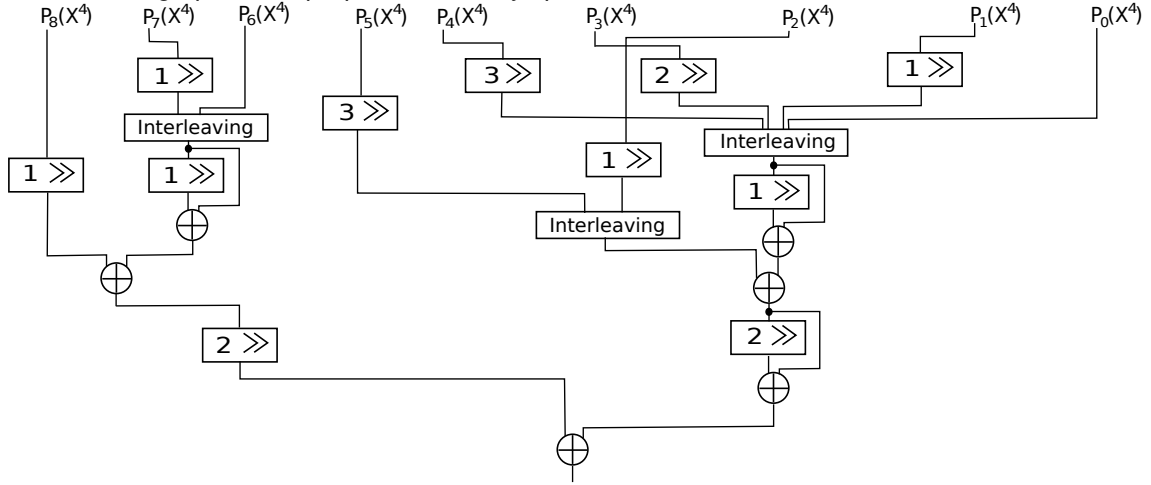 P8(X4) P7(X4) P6(X4) P5(X4) P4(X4) P3(X4) P2(X4) P1(X4) P0(X4)
1 ≫
3 ≫
2 ≫
1 ≫
3 ≫
Interleaving
Interleaving
1 ≫
1 ≫
1 ≫
1 ≫
Interleaving
2 ≫
2 ≫